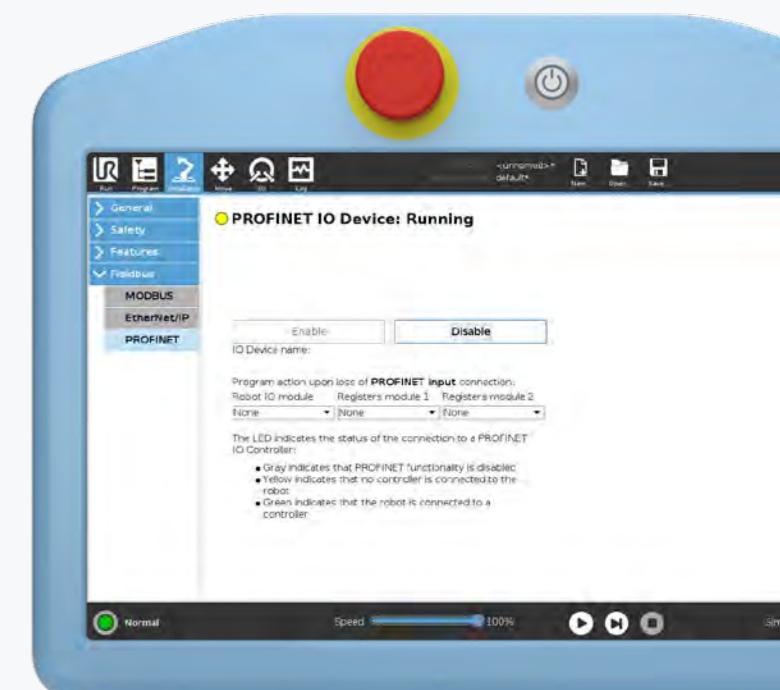 UR
Run Program Installation Move I/O Log
<unnamed>*
default*
New... Open... Save...
General
Safety
Features
Fieldbus
MODBUS
EtherNet/IP
PROFINET
PROFINET IO Device: Running
Enable Disable
IO Device name:
Program action upon loss of PROFINET input connection:
Robot IO module Registers module 1 Registers module 2
None None None
The LED indicates the status of the connection to a PROFINET
IO Controller:
Gray indicates that PROFINET functionality is disabled
Yellow indicates that no controller is connected to the
robot
Green indicates that the robot is connected to a
controller
Normal
Speed 100%